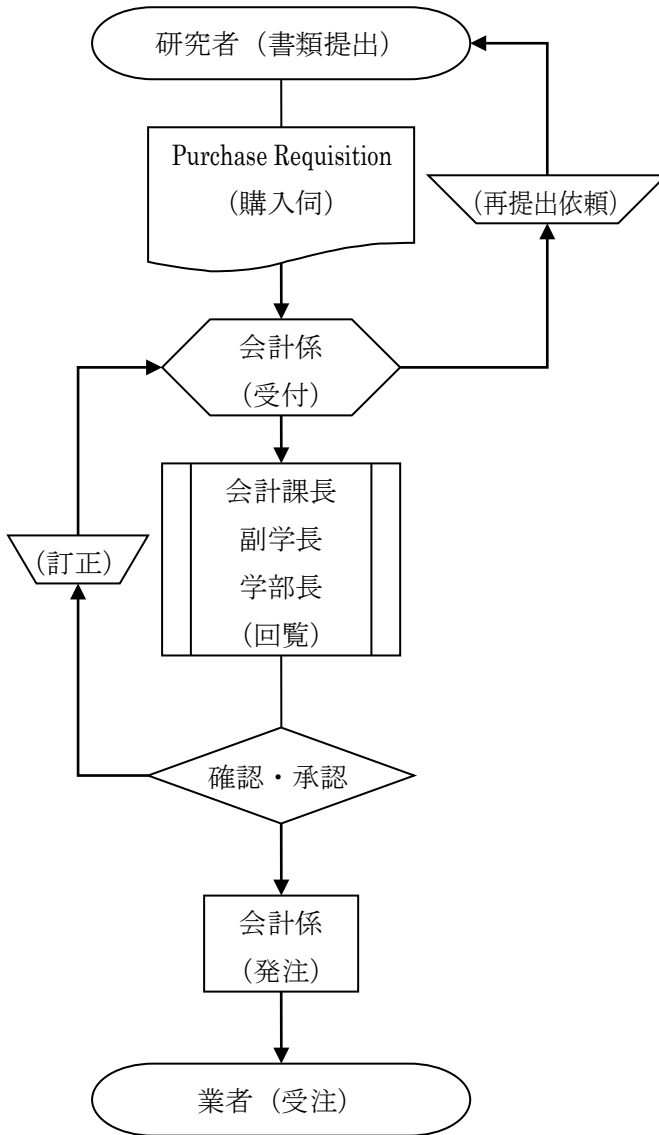 研究者（書類提出）
Purchase Requisition
（購入伺）
（再提出依頼）
会計係
（受付）
会計課長
副学長
学部長
（回覧）
（訂正）
確認・承認
会計係
（発注）
業者（受注）